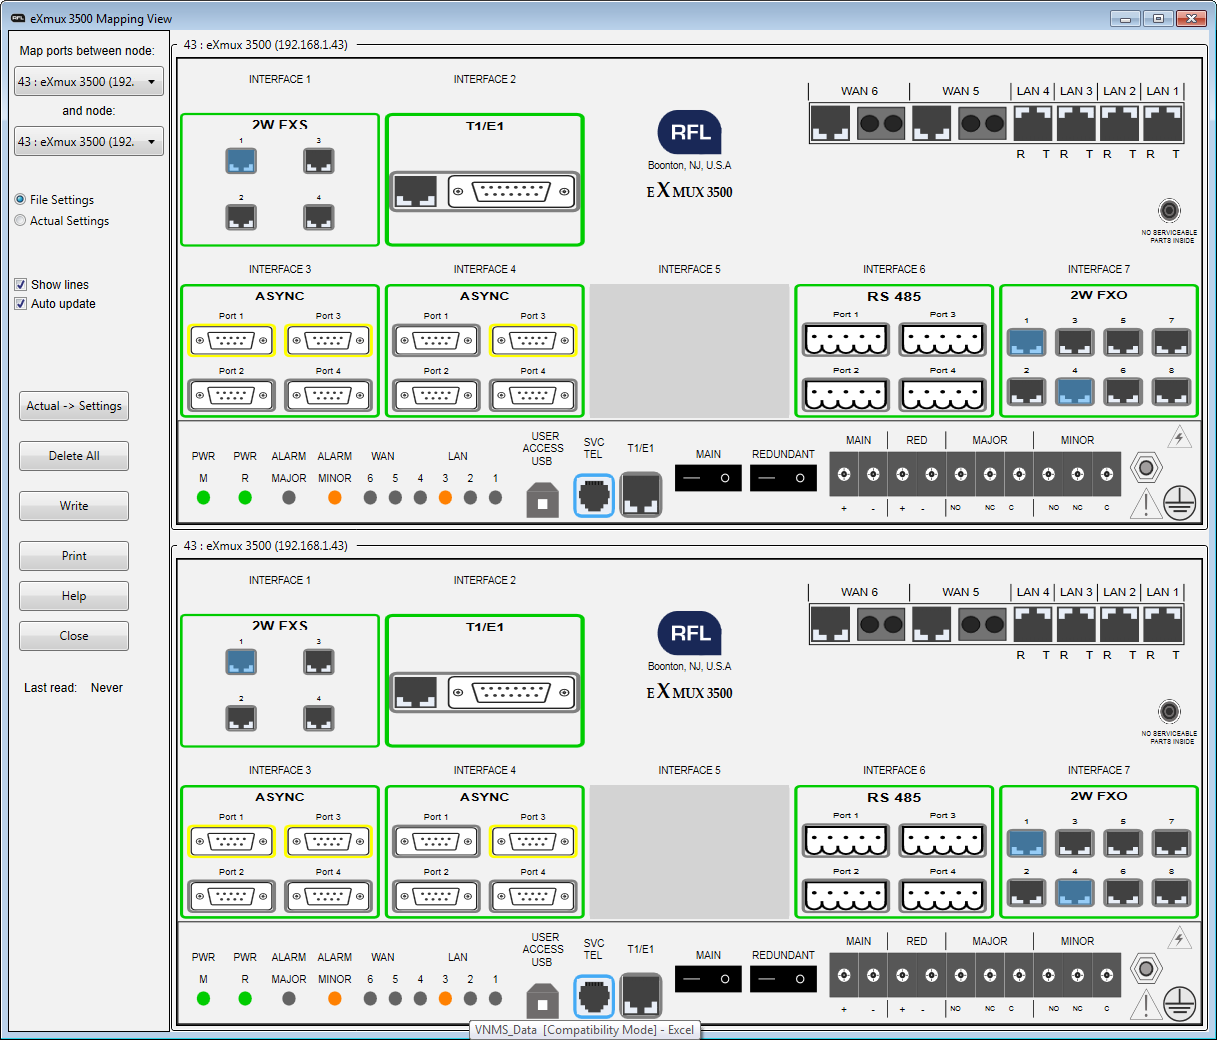 eXmux 3500 Mapping View
Map ports between node:
43 : eXmux 3500 (192.
and node:
43 : eXmux 3500 (192.
File Settings
Actual Settings
Show lines
Auto update
Actual -> Settings
Delete All
Write
Print
Help
Close
Last read: Never
43 : eXmux 3500 (192.168.1.43)
INTERFACE 1 INTERFACE 2
WAN 6 WAN 5 LAN 4 LAN 3 LAN 2 LAN 1
2W FXS T1/E1
1 3
RFL
R T R T R T R T
Boonton, NJ, U.S.A
eXmux 3500
2 4
NO SERVICEABLE
PARTS INSIDE
INTERFACE 3 INTERFACE 4 INTERFACE 5 INTERFACE 6 INTERFACE 7
ASYNC ASYNC RS 485 2W FXO
Port 1 Port 3 Port 1 Port 3 Port 1 Port 3 1 3 5 7
Port 2 Port 4 Port 2 Port 4 Port 2 Port 4 2 4 6 8
PWR PWR ALARM ALARM WAN LAN
M R MAJOR MINOR 6 5 4 3 2 1
USER
ACCESS
USB
SVC
TEL
T1/E1
MAIN REDUNDANT
MAIN RED MAJOR MINOR
+ - + - NO NC C NO NC C
43 : eXmux 3500 (192.168.1.43)
INTERFACE 1 INTERFACE 2
WAN 6 WAN 5 LAN 4 LAN 3 LAN 2 LAN 1
2W FXS T1/E1
1 3
RFL
R T R T R T R T
Boonton, NJ, U.S.A
eXmux 3500
2 4
NO SERVICEABLE
PARTS INSIDE
INTERFACE 3 INTERFACE 4 INTERFACE 5 INTERFACE 6 INTERFACE 7
ASYNC ASYNC RS 485 2W FXO
Port 1 Port 3 Port 1 Port 3 Port 1 Port 3 1 3 5 7
Port 2 Port 4 Port 2 Port 4 Port 2 Port 4 2 4 6 8
PWR PWR ALARM ALARM WAN LAN
M R MAJOR MINOR 6 5 4 3 2 1
USER
ACCESS
USB
SVC
TEL
T1/E1
MAIN REDUNDANT
MAIN RED MAJOR MINOR
+ - + - NO NC C NO NC C
VNMS_Data [Compatibility Mode] - Excel